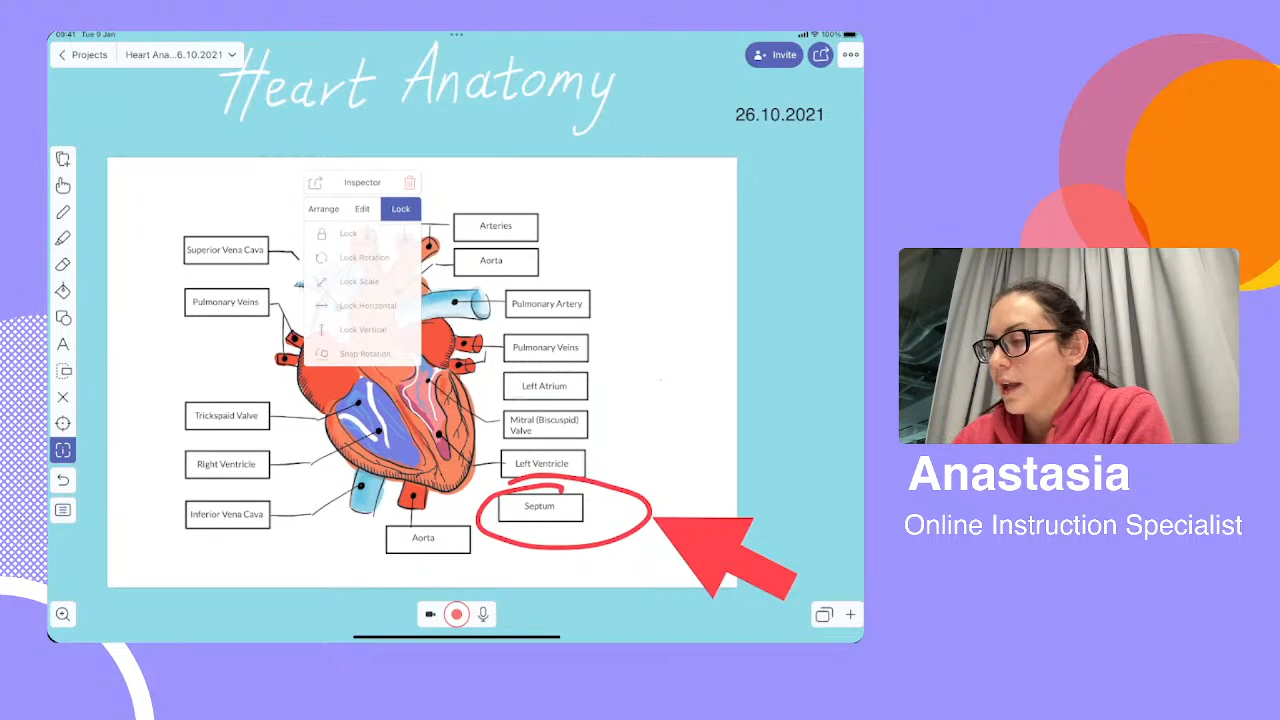 09:41 Tue 9 Jan
100%
Projects
Heart Ana...6.10.2021
Invite
Heart Anatomy
26.10.2021
Inspector
Arrange Edit Lock
Lock
Lock Rotation
Lock Scale
Lock Horizontal
Lock Vertical
Snap Rotation
Superior Vena Cava
Pulmonary Veins
Trickspaid Valve
Right Ventricle
Inferior Vena Cava
Arteries
Aorta
Pulmonary Artery
Pulmonary Veins
Left Atrium
Mitral (Biscuspid)
Valve
Left Ventricle
Septum
Aorta
Anastasia
Online Instruction Specialist